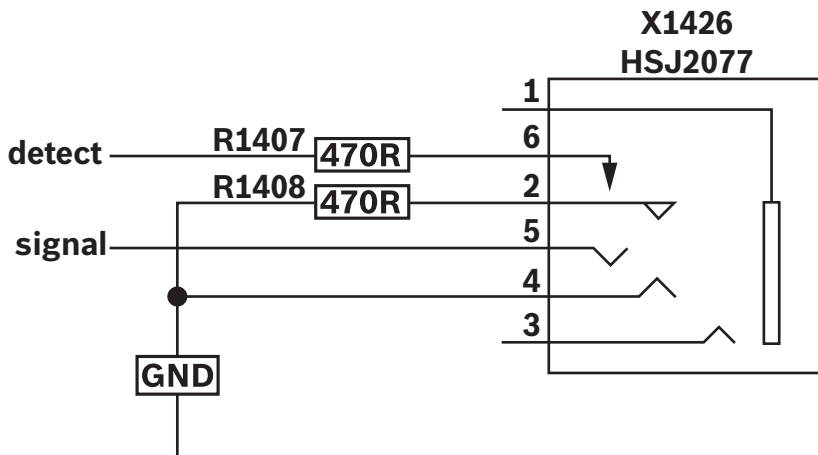 X1426
HSJ2077
1
detect
R1407
470R
6
R1408
470R
2
signal
5
4
3
GND